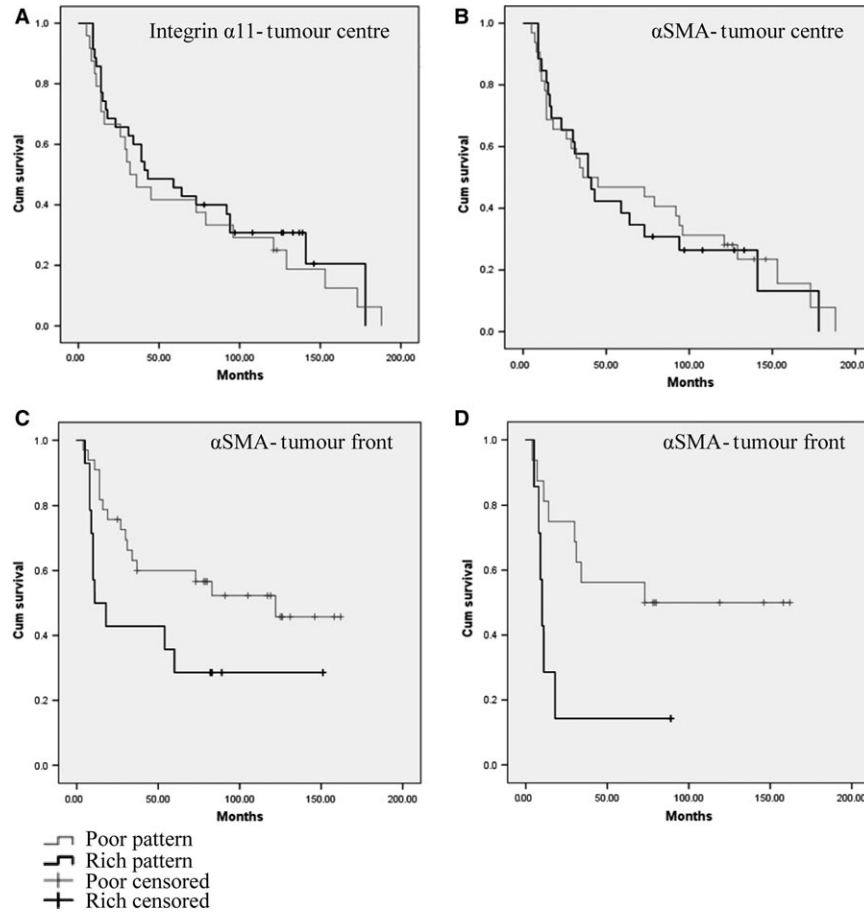 A
Integrin α11- tumour centre
Cum survival
1.0
0.8
0.6
0.4
0.2
0.0
0.00 50.00 100.00 150.00 200.00
Months
B
αSMA- tumour centre
Cum survival
1.0
0.8
0.6
0.4
0.2
0.0
0.00 50.00 100.00 150.00 200.00
Months
C
αSMA- tumour front
Cum survival
1.0
0.8
0.6
0.4
0.2
0.0
0.00 50.00 100.00 150.00 200.00
Months
D
αSMA- tumour front
Cum survival
1.0
0.8
0.6
0.4
0.2
0.0
0.00 50.00 100.00 150.00 200.00
Months
Poor pattern
Rich pattern
Poor censored
Rich censored